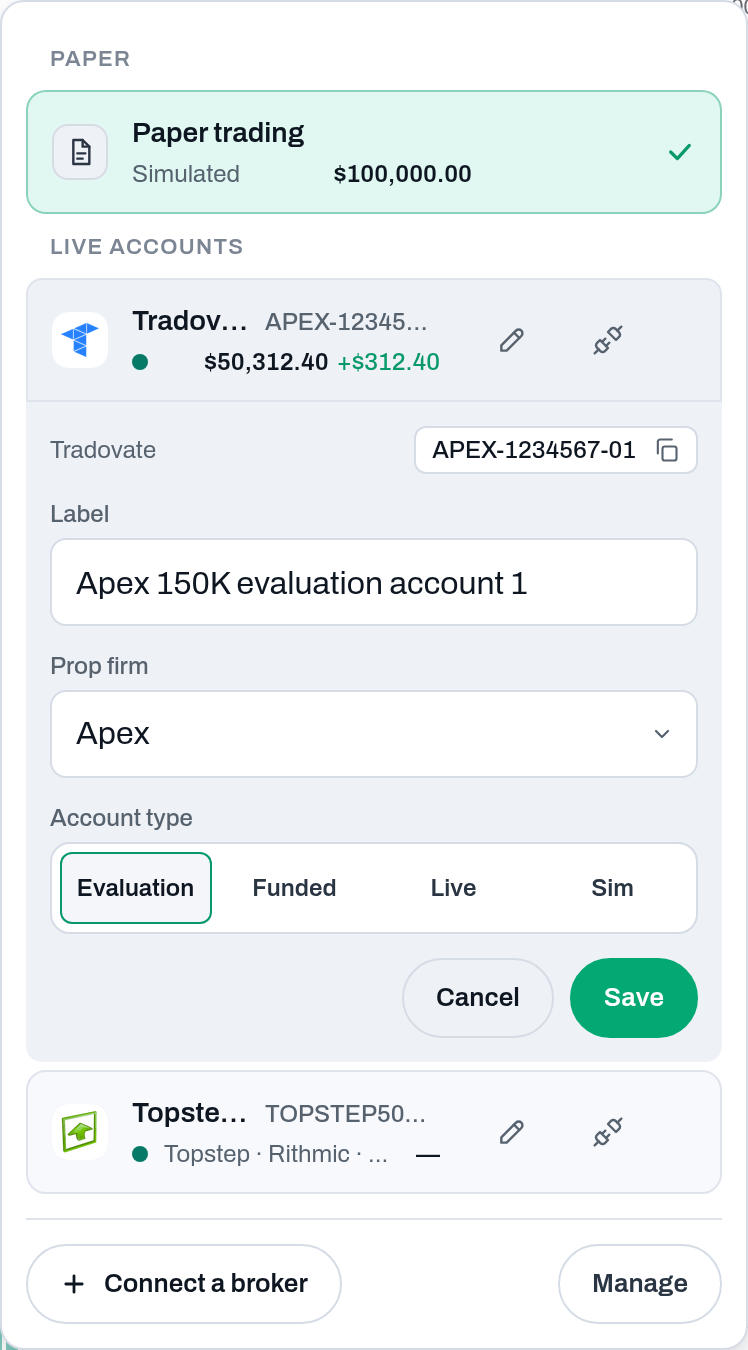 PAPER
Paper trading
Simulated $100,000.00
LIVE ACCOUNTS
Tradov... APEX-12345...
$50,312.40 +$312.40
Tradovate APEX-1234567-01
Label
Apex 150K evaluation account 1
Prop firm
Apex
Account type
Evaluation Funded Live Sim
Cancel Save
Topste... TOPSTEP50...
Topstep · Rithmic · ... —
+ Connect a broker Manage